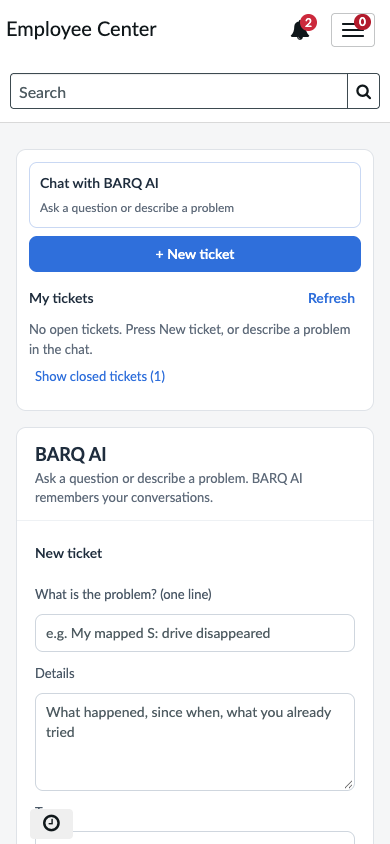 Employee Center
2
0
Search
Chat with BARQ AI
Ask a question or describe a problem
+ New ticket
My tickets
Refresh
No open tickets. Press New ticket, or describe a problem
in the chat.
Show closed tickets (1)
BARQ AI
Ask a question or describe a problem. BARQ AI
remembers your conversations.
New ticket
What is the problem? (one line)
e.g. My mapped S: drive disappeared
Details
What happened, since when, what you already
tried